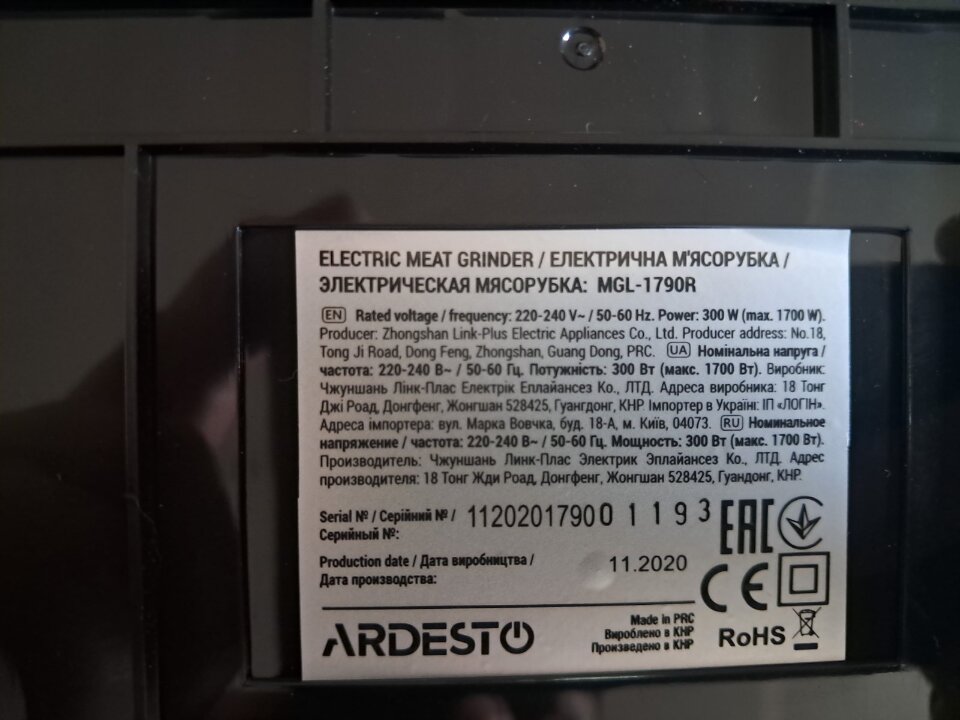 ELECTRIC MEAT GRINDER / ЕЛЕКТРИЧНА М'ЯСОРУБКА /
ЭЛЕКТРИЧЕСКАЯ МЯСОРУБКА: MGL-1790R
EN Rated voltage / frequency: 220-240 V~ / 50-60 Hz. Power: 300 W (max. 1700 W).
Producer: Zhongshan Link-Plus Electric Appliances Co., Ltd. Producer address: No.18,
Tong Ji Road, Dong Feng, Zhongshan, Guang Dong, PRC. UA Номінальна напруга /
частота: 220-240 В~ / 50-60 Гц. Потужність: 300 Вт (макс. 1700 Вт). Виробник:
Чжуншань Лінк-Плас Електрік Еплайансез Ко., ЛТД. Адреса виробника: 18 Тонг
Джі Роад, Донгфенг, Жонгшан 528425, Гуангдонг, КНР. Імпортер в Україні: ІП «ЛОГІН».
Адреса імпортера: вул. Марка Вовчка, буд. 18-А, м. Київ, 04073. RU Номинальное
напряжение / частота: 220-240 В~ / 50-60 Гц. Мощность: 300 Вт (макс. 1700 Вт).
Производитель: Чжуншань Линк-Плас Электрик Эплайансез Ко., ЛТД. Адрес
производителя: 18 Тонг Жди Роад, Донгфенг, Жонгшан 528425, Гуандонг, КНР.
Serial № / Серійний № /
Серийный №:
11202017900 1 1 9 3
EAC
Production date / Дата виробництва /
Дата производства:
11.2020
CE
ARDESTO
Made in PRC
Вироблено в КНР
Произведено в КНР
RoHS